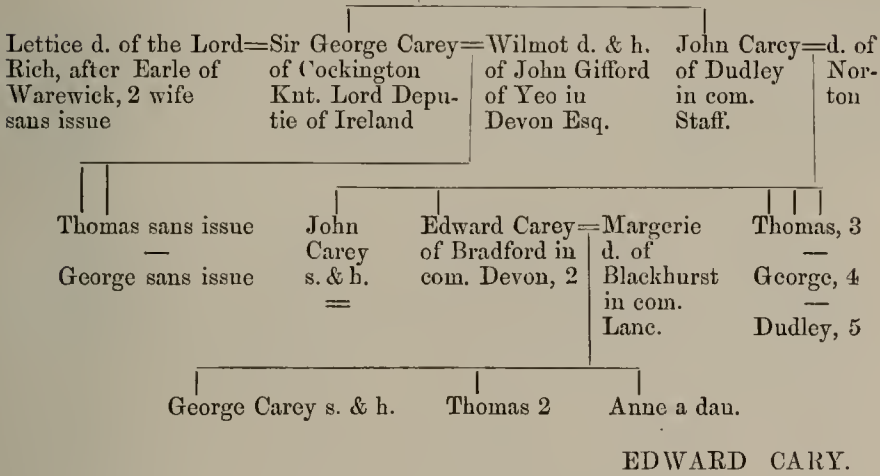 Lettice d. of the Lord=Sir George Carey=Wilmot d. & h. John Carey=d. of
Rich, after Earle of of Cockington of John Gifford of Dudley Nor-
Warewick, 2 wife Knt. Lord Depu- of Yeo in in com. ton
sans issue tie of Ireland Devon Esq. Staff.
Thomas sans issue John Edward Carey=Margerie Thomas, 3
— Carey of Bradford in d. of —
George sans issue s. & h. com. Devon, 2 Blackhurst George, 4
= in com. —
Lanc. Dudley, 5
George Carey s. & h. Thomas 2 Anne a dau.
EDWARD CARY.